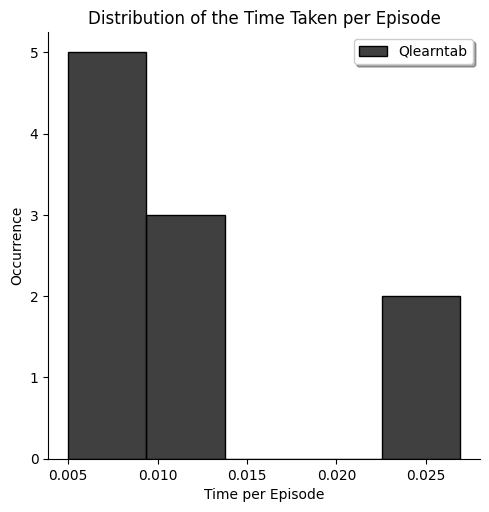 Distribution of the Time Taken per Episode
Qlearntab
Occurrence
5
4
3
2
1
0
0.005 0.010 0.015 0.020 0.025
Time per Episode